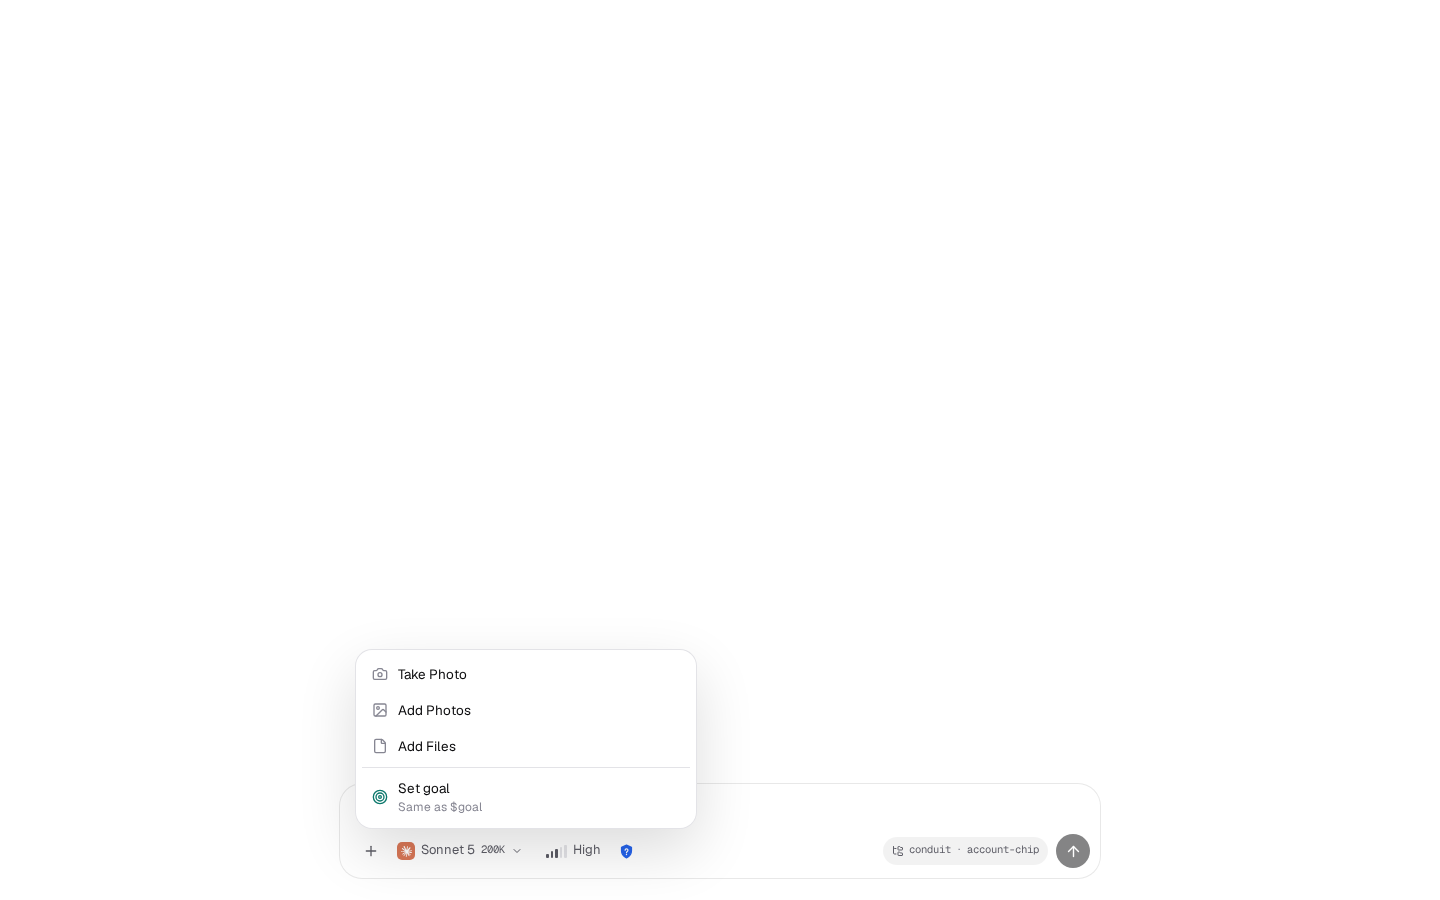 Take Photo
Add Photos
Add Files
Set goal
Same as $goal
Sonnet 5 200K High conduit · account-chip